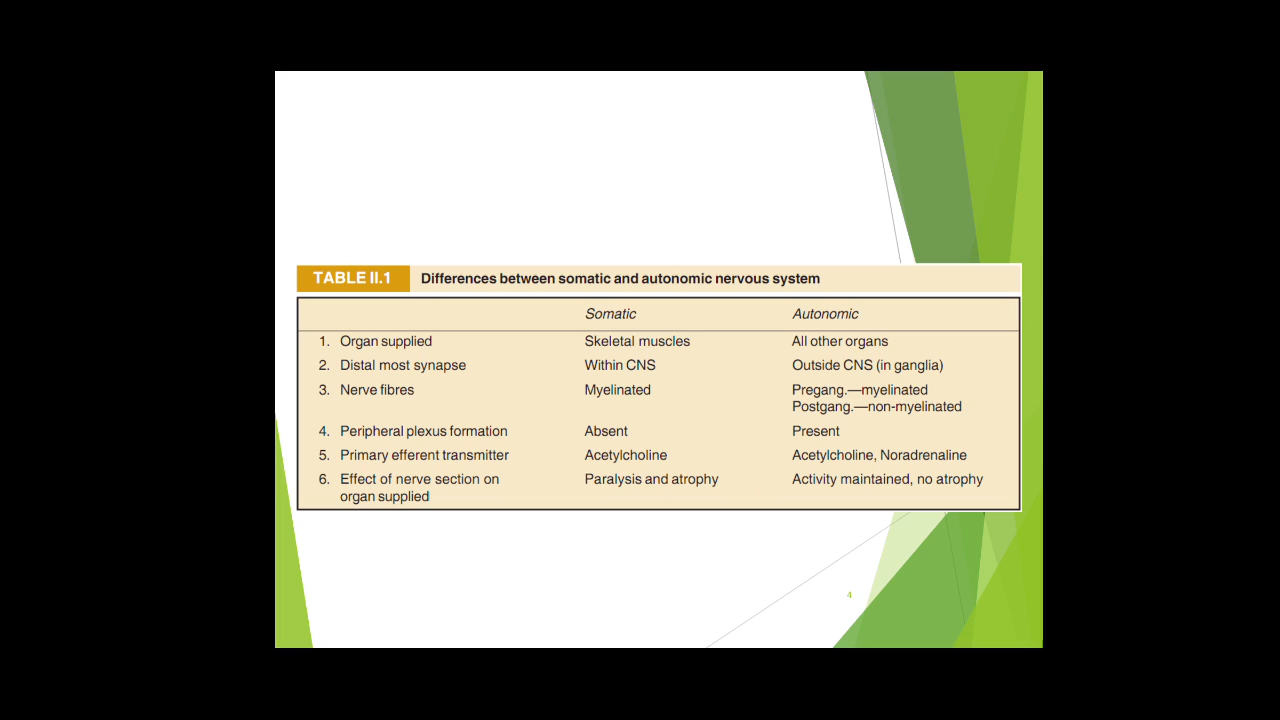 TABLE II.1 Differences between somatic and autonomic nervous system
Somatic Autonomic
1. Organ supplied Skeletal muscles All other organs
2. Distal most synapse Within CNS Outside CNS (in ganglia)
3. Nerve fibres Myelinated Pregang.—myelinated
Postgang.—non-myelinated
4. Peripheral plexus formation Absent Present
5. Primary efferent transmitter Acetylcholine Acetylcholine, Noradrenaline
6. Effect of nerve section on Paralysis and atrophy Activity maintained, no atrophy
organ supplied
4